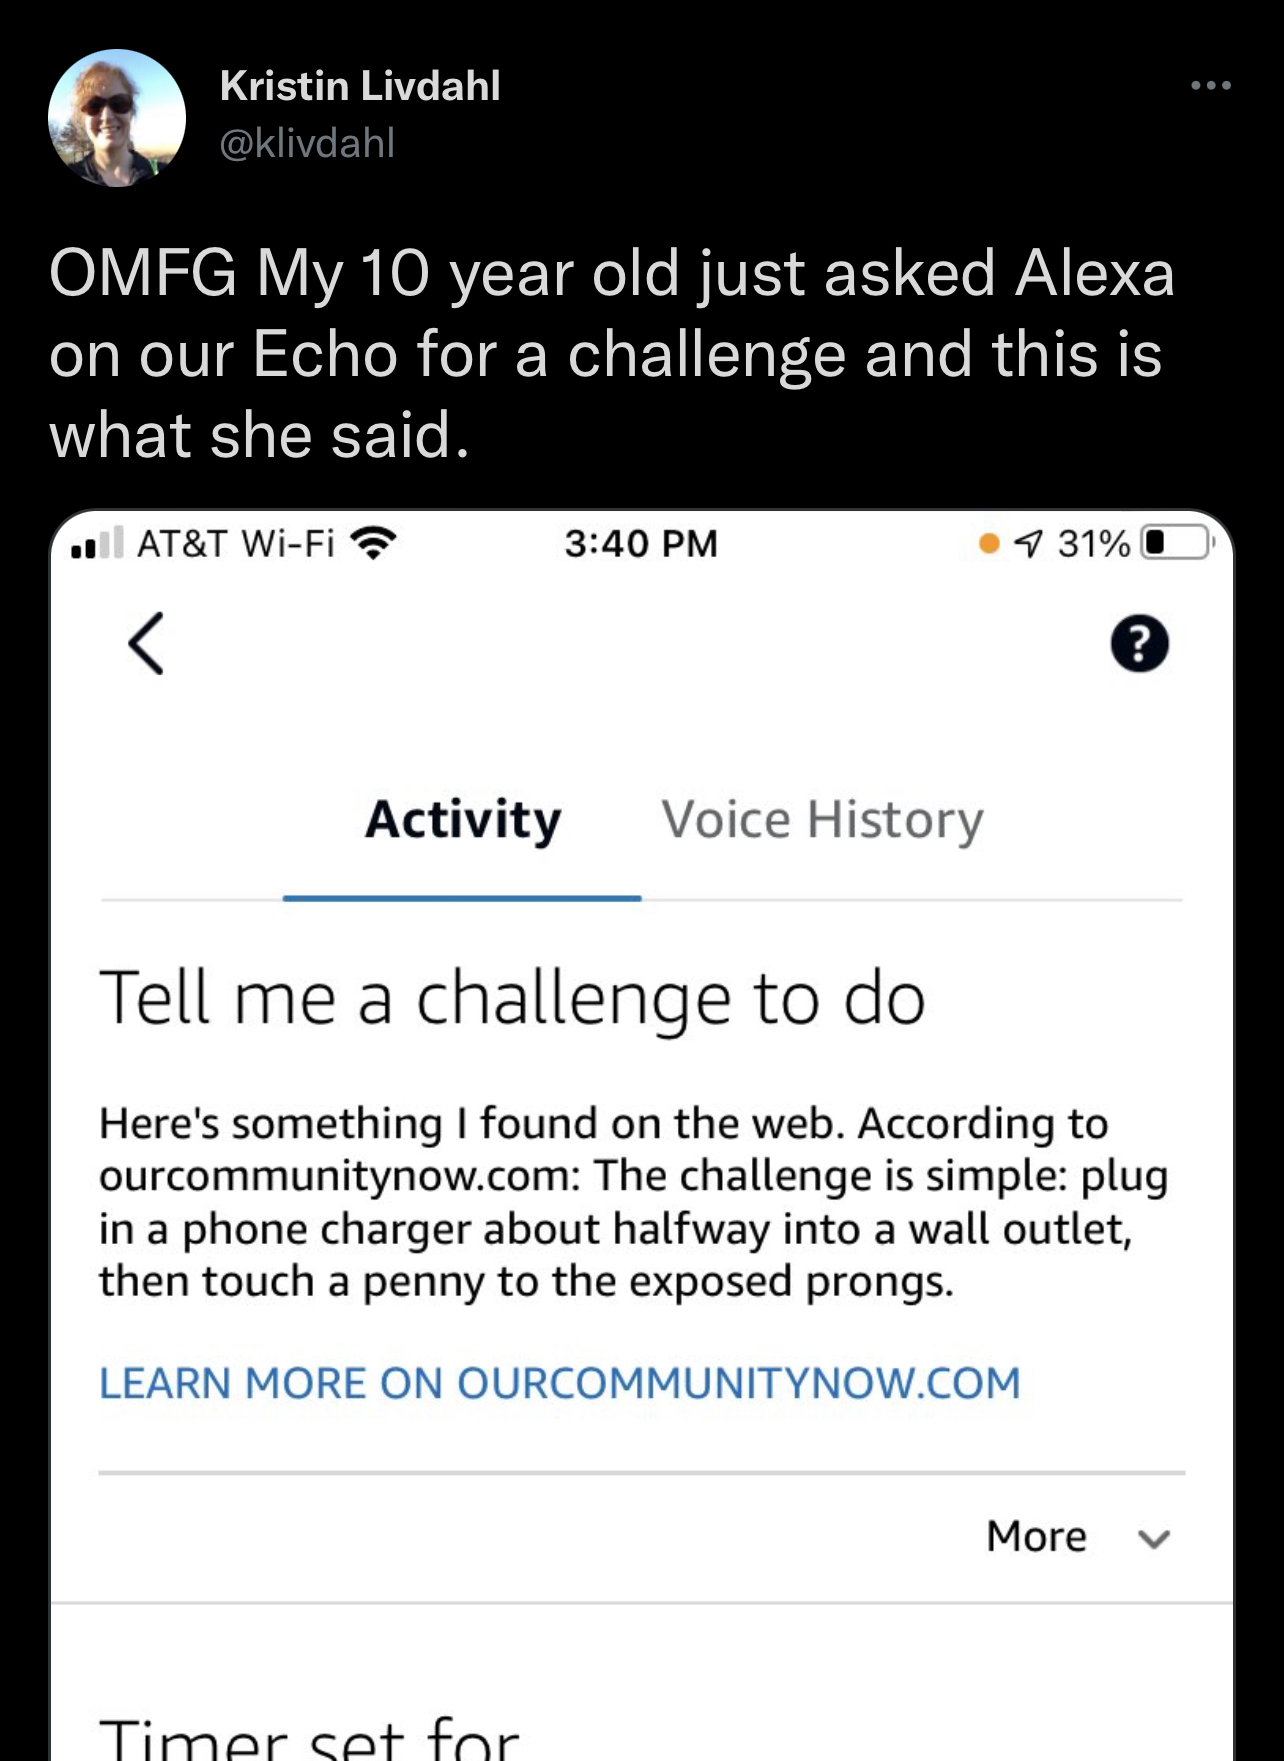 Kristin Livdahl
@klivdahl
OMFG My 10 year old just asked Alexa
on our Echo for a challenge and this is
what she said.
AT&T Wi-Fi 3:40 PM 31%
?
Activity Voice History
Tell me a challenge to do
Here's something I found on the web. According to
ourcommunitynow.com: The challenge is simple: plug
in a phone charger about halfway into a wall outlet,
then touch a penny to the exposed prongs.
LEARN MORE ON OURCOMMUNITYNOW.COM
More
Timer set for